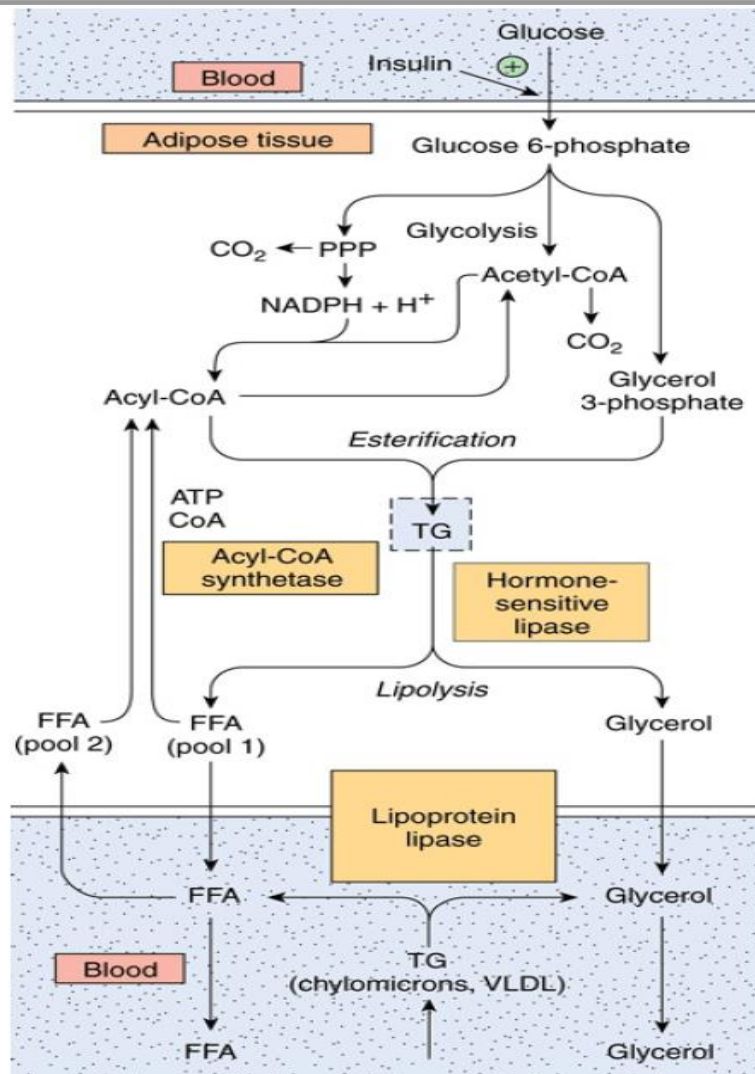 Glucose
Insulin
+
Blood
Adipose tissue
Glucose 6-phosphate
Glycolysis
CO₂
PPP
Acetyl-CoA
NADPH + H⁺
CO₂
Acyl-CoA
Glycerol
3-phosphate
Esterification
ATP
CoA
TG
Acyl-CoA
synthetase
Hormone-
sensitive
lipase
Lipolysis
FFA
(pool 2)
FFA
(pool 1)
Glycerol
Lipoprotein
lipase
FFA
Glycerol
Blood
TG
(chylomicrons, VLDL)
FFA
Glycerol